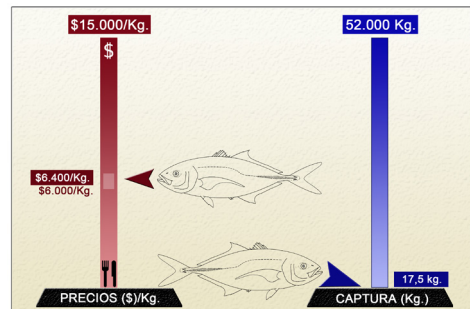 $15.000/Kg.
52.000 Kg.
$
$6.400/Kg.
$6.000/Kg.
17,5 kg.
PRECIOS ($)/Kg.
CAPTURA (Kg.)